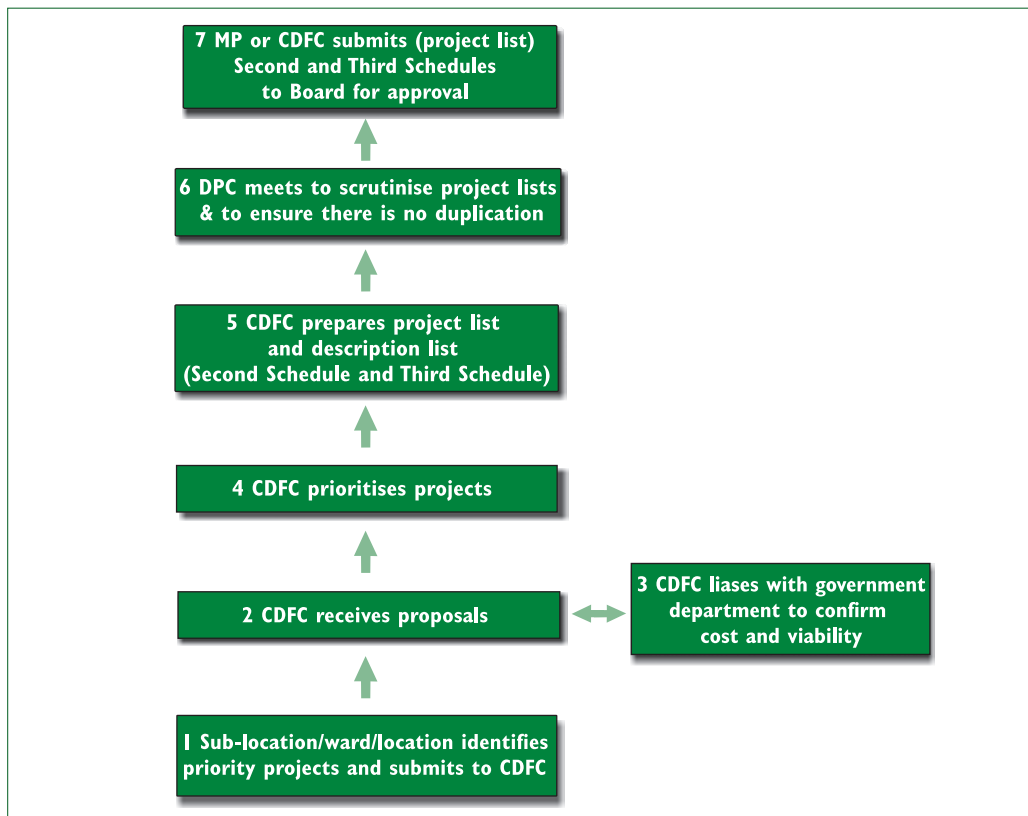 7 MP or CDFC submits (project list)
Second and Third Schedules
to Board for approval
6 DPC meets to scrutinise project lists
& to ensure there is no duplication
5 CDFC prepares project list
and description list
(Second Schedule and Third Schedule)
4 CDFC prioritises projects
2 CDFC receives proposals
3 CDFC liases with government
department to confirm
cost and viability
1 Sub-location/ward/location identifies
priority projects and submits to CDFC